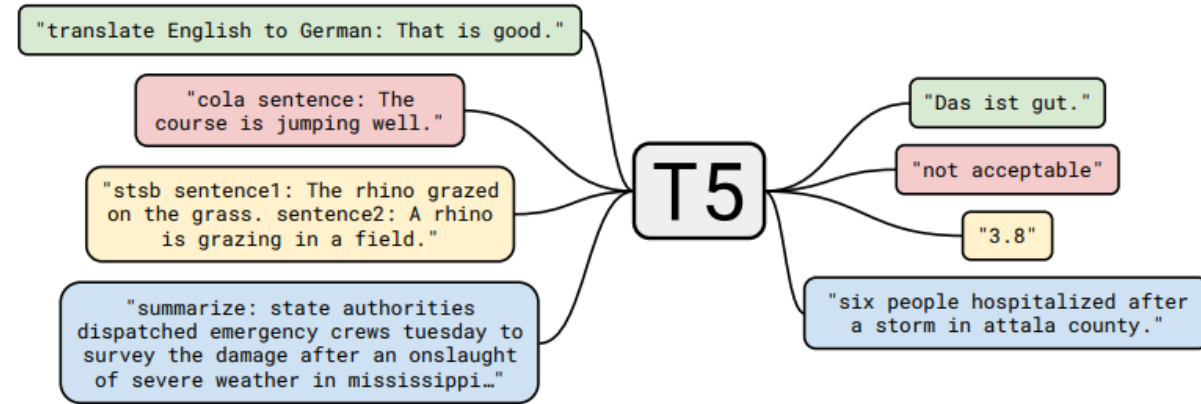 "translate English to German: That is good."
"cola sentence: The
course is jumping well."
"stsb sentence1: The rhino grazed
on the grass. sentence2: A rhino
is grazing in a field."
"summarize: state authorities
dispatched emergency crews tuesday to
survey the damage after an onslaught
of severe weather in mississippi…"
T5
"Das ist gut."
"not acceptable"
"3.8"
"six people hospitalized after
a storm in attala county."